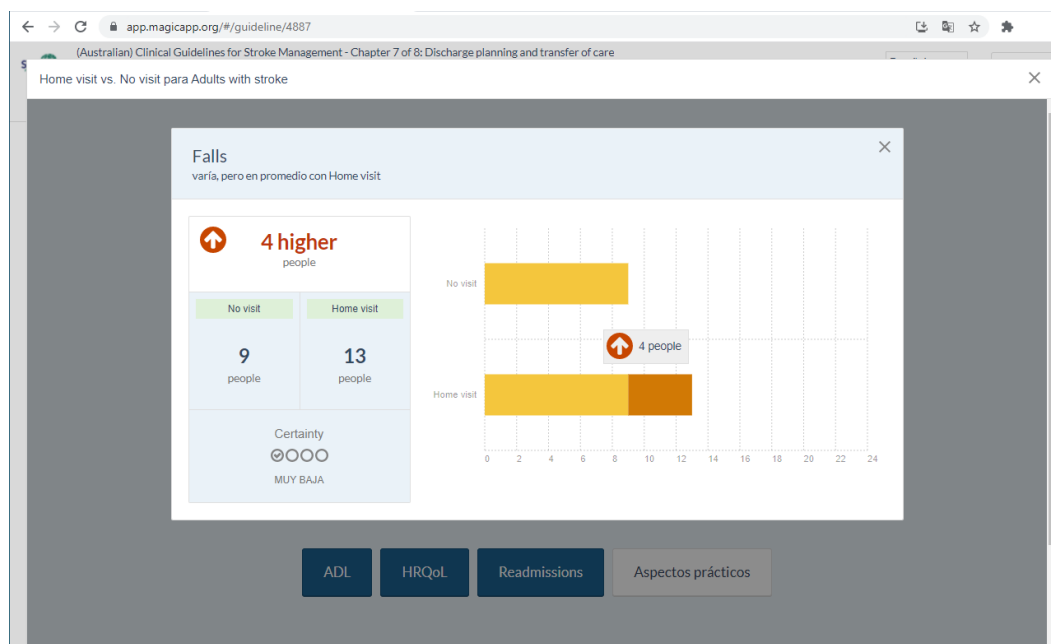 app.magicapp.org/#/guideline/4887
(Australian) Clinical Guidelines for Stroke Management - Chapter 7 of 8: Discharge planning and transfer of care
Home visit vs. No visit para Adults with stroke
Falls
varía, pero en promedio con Home visit
4 higher
people
No visit
Home visit
9
13
people
people
Certainty
MUY BAJA
No visit
4 people
Home visit
0 2 4 6 8 10 12 14 16 18 20 22 24
ADL
HRQoL
Readmissions
Aspectos prácticos